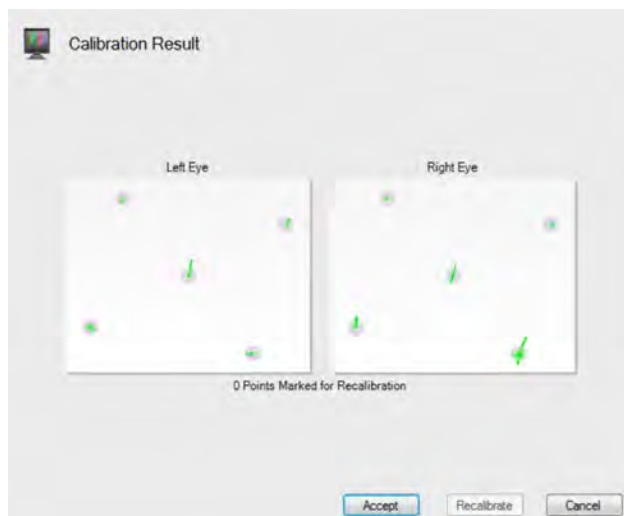 Calibration Result
Left Eye
Right Eye
0 Points Marked for Recalibration
Accept
Recalibrate
Cancel